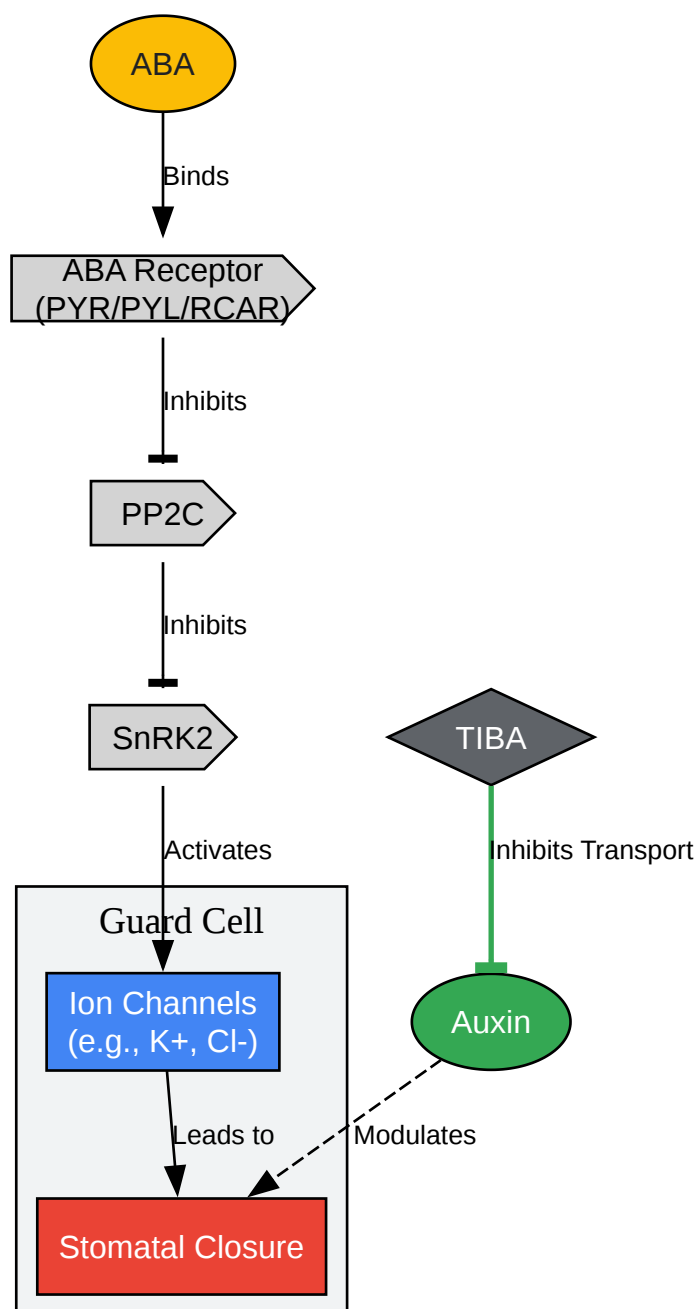 ABA
Binds
ABA Receptor
(PYR/PYL/RCAR)
Inhibits
PP2C
Inhibits
SnRK2
TIBA
Activates
Inhibits Transport
Guard Cell
Ion Channels
(e.g., K+, Cl-)
Auxin
Leads to
Modulates
Stomatal Closure